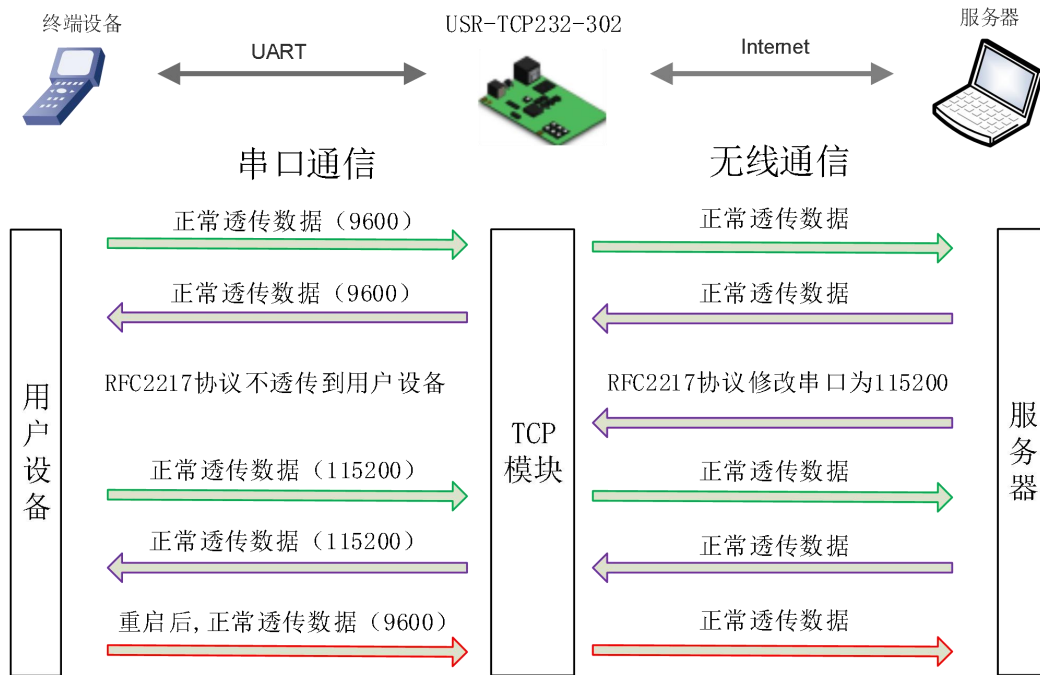 终端设备
USR-TCP232-302
服务器
UART
Internet
串口通信
无线通信
正常透传数据（9600）
正常透传数据
正常透传数据（9600）
正常透传数据
RFC2217协议不透传到用户设备
RFC2217协议修改串口为115200
用户设备
TCP
模块
服务器
正常透传数据（115200）
正常透传数据
正常透传数据（115200）
正常透传数据
重启后,正常透传数据（9600）
正常透传数据